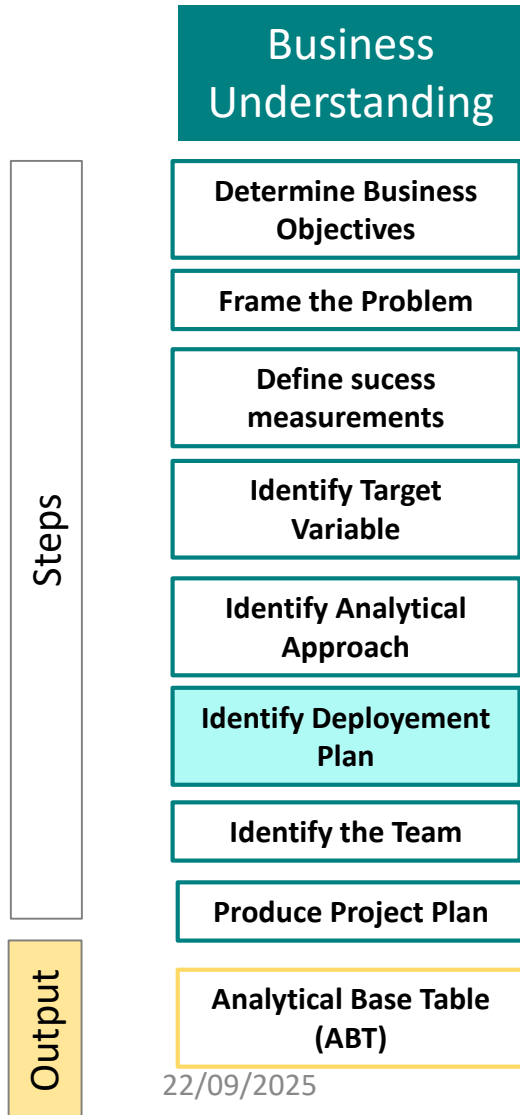 Business
Understanding
Steps
Determine Business
Objectives
Frame the Problem
Define sucess
measurements
Identify Target
Variable
Identify Analytical
Approach
Identify Deployement
Plan
Identify the Team
Produce Project Plan
Output
Analytical Base Table
(ABT)
22/09/2025